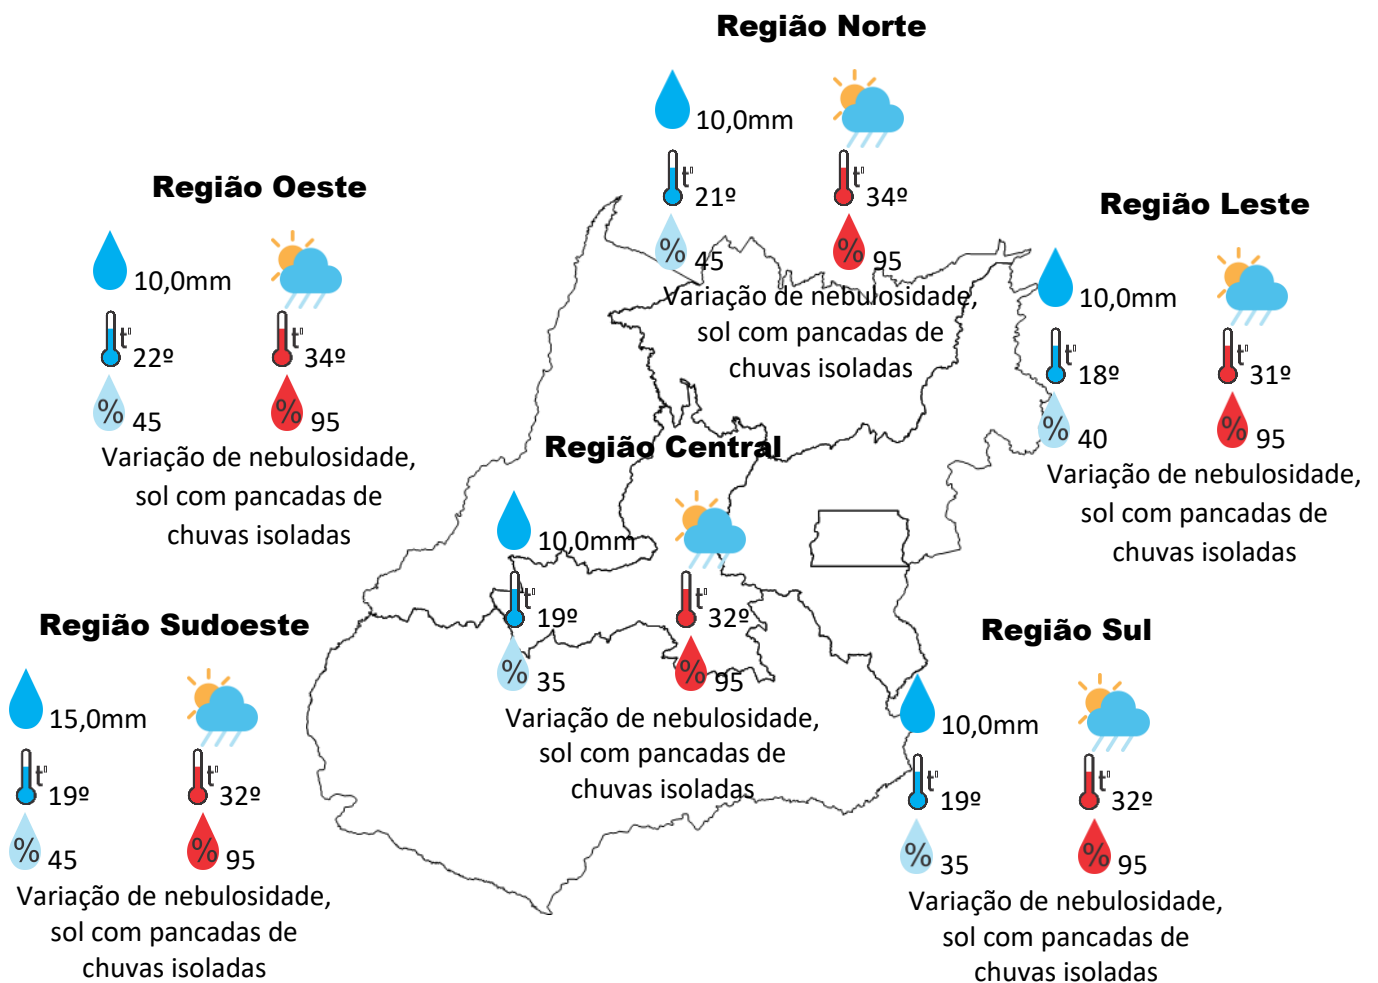 Região Norte
10,0mm
t°
21º
t°
34º
%
45
%
95
Variação de nebulosidade,
sol com pancadas de
chuvas isoladas
Região Oeste
10,0mm
t°
22º
t°
34º
%
45
%
95
Variação de nebulosidade,
sol com pancadas de
chuvas isoladas
Região Leste
10,0mm
t°
18º
t°
31º
%
40
%
95
Variação de nebulosidade,
sol com pancadas de
chuvas isoladas
Região Central
10,0mm
t°
19º
t°
32º
%
35
%
95
Variação de nebulosidade,
sol com pancadas de
chuvas isoladas
Região Sudoeste
15,0mm
t°
19º
t°
32º
%
45
%
95
Variação de nebulosidade,
sol com pancadas de
chuvas isoladas
Região Sul
10,0mm
t°
19º
t°
32º
%
35
%
95
Variação de nebulosidade,
sol com pancadas de
chuvas isoladas